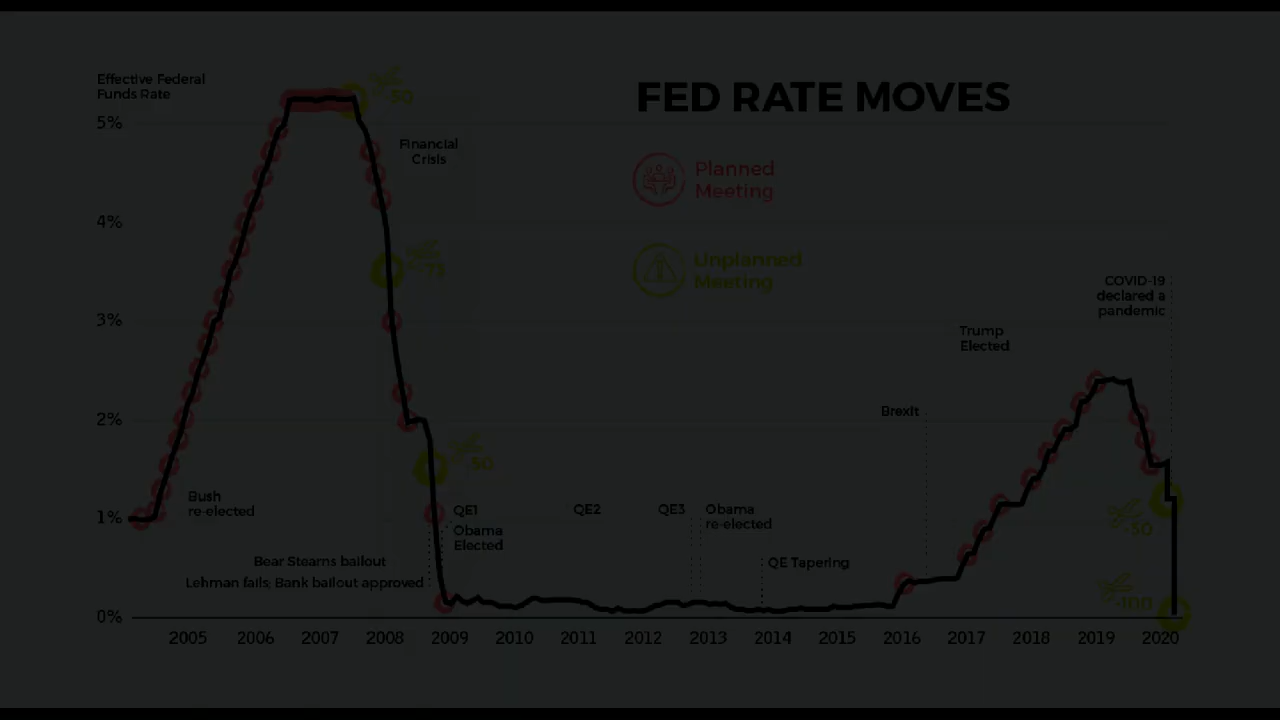 Effective Federal
Funds Rate
FED RATE MOVES
-50
5%
Financial
Crisis
Planned
Meeting
4%
Unplanned
Meeting
-75
COVID-19
declared a
pandemic
3%
Trump
Elected
Brexit
2%
-50
Bush
re-elected
1%
QE1
Obama
Elected
QE2
QE3
Obama
re-elected
-50
Bear Stearns bailout
QE Tapering
Lehman fails; Bank bailout approved
-100
0%
2005 2006 2007 2008 2009 2010 2011 2012 2013 2014 2015 2016 2017 2018 2019 2020